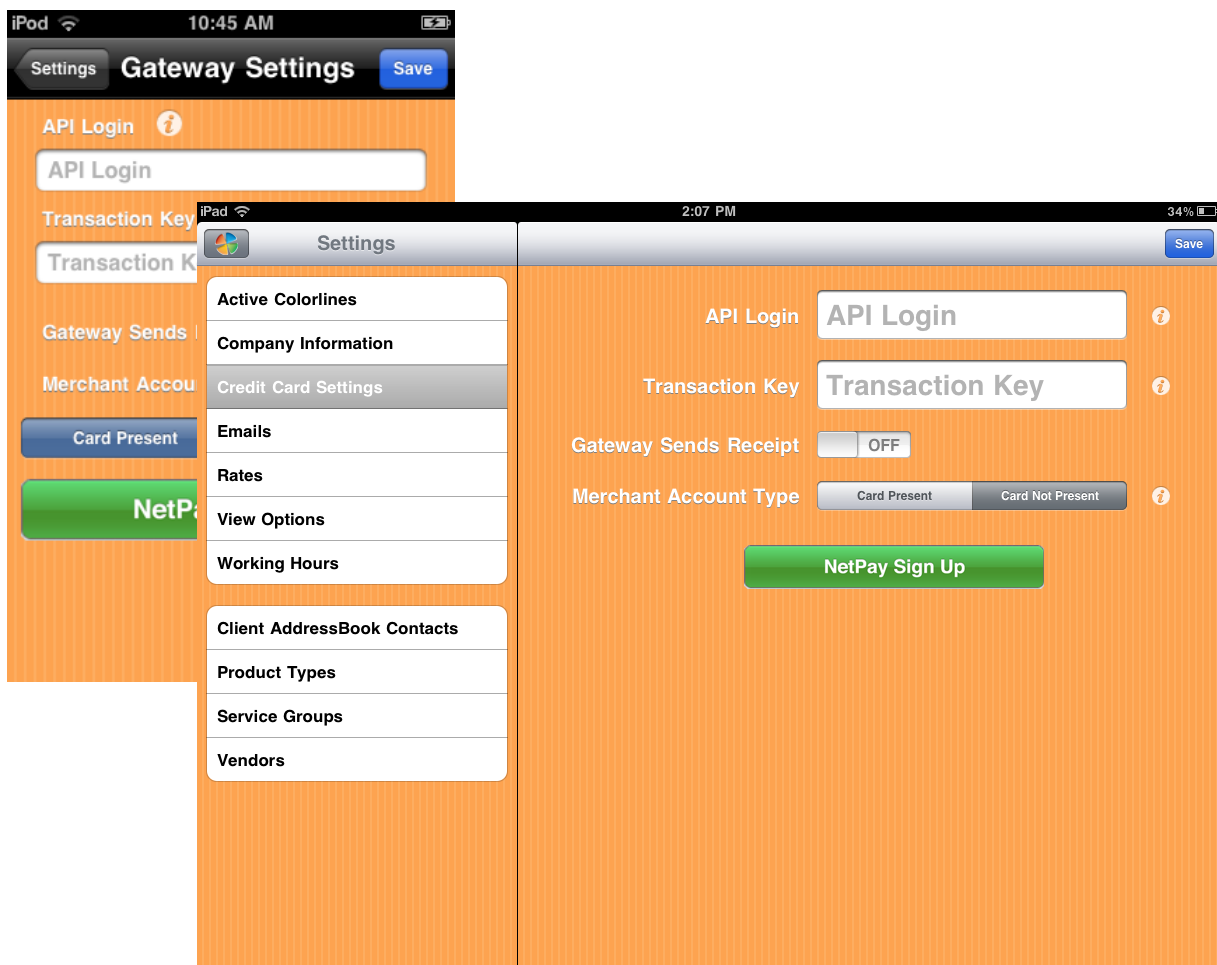 iPod 10:45 AM
Settings Gateway Settings Save
API Login i
API Login
Transaction Key
Transaction K
Gateway Sends
Merchant Accou
Card Present
NetPa
iPad 2:07 PM 34%
Settings Save
Active Colorlines
Company Information
Credit Card Settings
Emails
Rates
View Options
Working Hours
Client AddressBook Contacts
Product Types
Service Groups
Vendors
API Login API Login i
Transaction Key Transaction Key i
Gateway Sends Receipt OFF
Merchant Account Type Card Present Card Not Present i
NetPay Sign Up